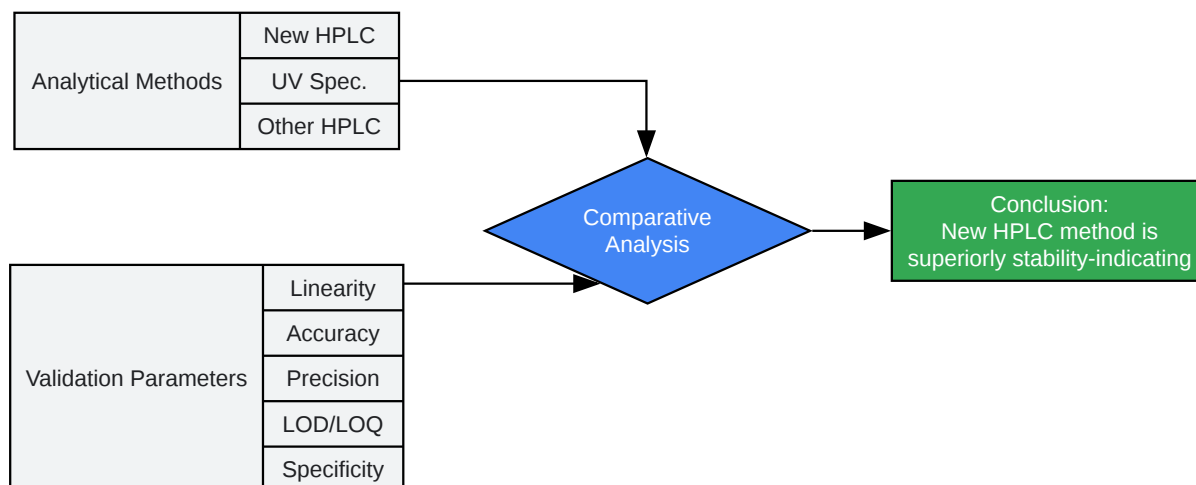 Analytical Methods
New HPLC
UV Spec.
Other HPLC
Comparative
Analysis
Conclusion:
New HPLC method is
superiorly stability-indicating
Validation Parameters
Linearity
Accuracy
Precision
LOD/LOQ
Specificity